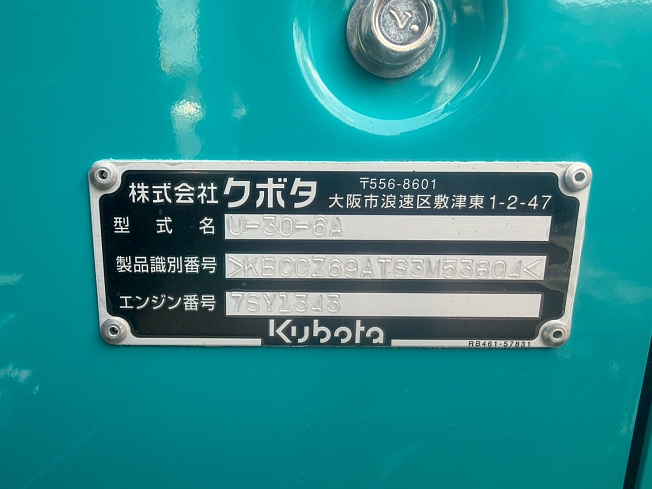 株式会社クボタ 〒556-8601
大阪市浪速区敷津東1-2-47
型式名 U-30-6A
製品識別番号 >KBCCZ69ATS3M53804<
エンジン番号 7SY1343
Kubota
RB461-57831